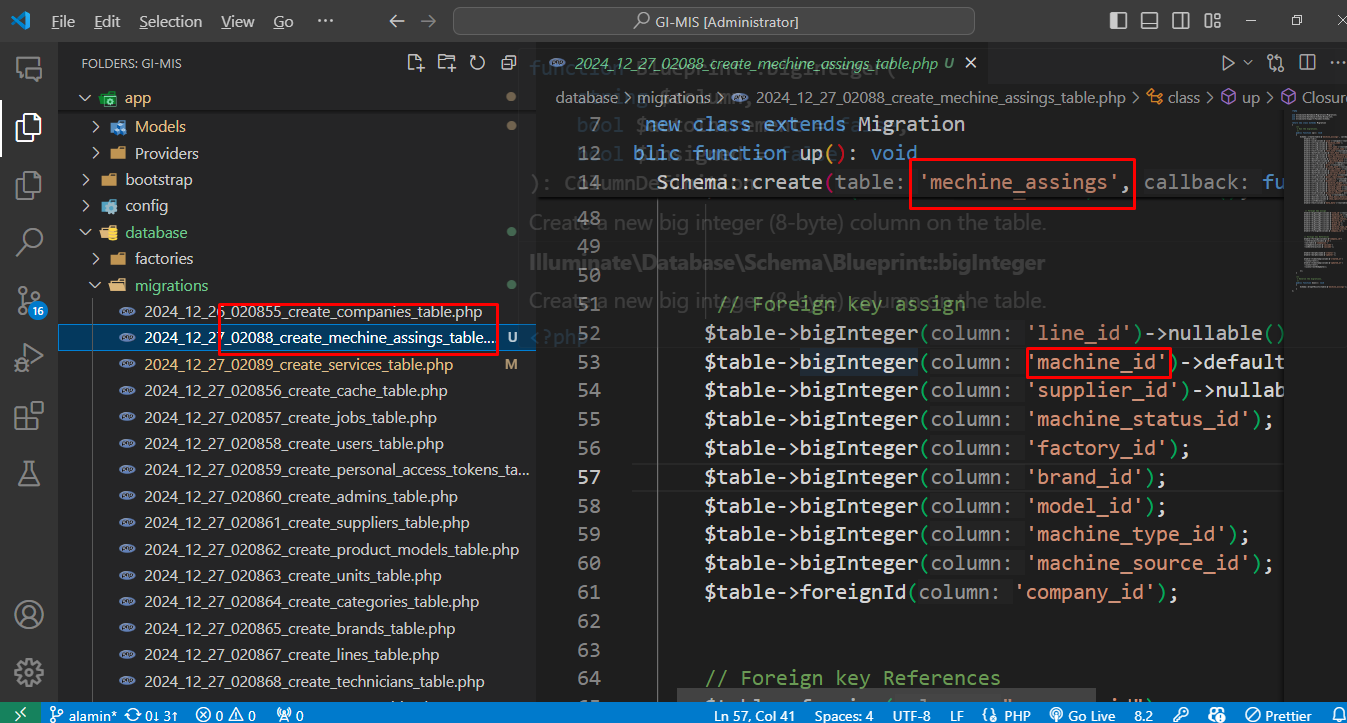 File Edit Selection View Go ··· GI-MIS [Administrator]
FOLDERS: GI-MIS
app
Models
Providers
bootstrap
config
database
factories
migrations
2024_12_26_020855_create_companies_table.php
2024_12_27_02088_create_mechine_assings_table... U
2024_12_27_02089_create_services_table.php M
2024_12_27_020856_create_cache_table.php
2024_12_27_020857_create_jobs_table.php
2024_12_27_020858_create_users_table.php
2024_12_27_020859_create_personal_access_tokens_ta...
2024_12_27_020860_create_admins_table.php
2024_12_27_020861_create_suppliers_table.php
2024_12_27_020862_create_product_models_table.php
2024_12_27_020863_create_units_table.php
2024_12_27_020864_create_categories_table.php
2024_12_27_020865_create_brands_table.php
2024_12_27_020867_create_lines_table.php
2024_12_27_020868_create_technicians_table.php
16
2024_12_27_02088_create_mechine_assings_table.php U
database > migrations > 2024_12_27_02088_create_mechine_assings_table.php > class > up > Closur
function Blueprint::bigInteger(
): ColumnDefinition
Create a new big integer (8-byte) column on the table.
Illuminate\Database\Schema\Blueprint::bigInteger
Create a new big integer (8-byte) column on the table.
<?php
7 new class extends Migration
12 blic function up(): void
14 Schema::create(table: 'mechine_assings', callback: fu
48
49
50
51 // Foreign key assign
52 $table->bigInteger(column: 'line_id')->nullable()
53 $table->bigInteger(column: 'machine_id')->default
54 $table->bigInteger(column: 'supplier_id')->nullab
55 $table->bigInteger(column: 'machine_status_id');
56 $table->bigInteger(column: 'factory_id');
57 $table->bigInteger(column: 'brand_id');
58 $table->bigInteger(column: 'model_id');
59 $table->bigInteger(column: 'machine_type_id');
60 $table->bigInteger(column: 'machine_source_id');
61 $table->foreignId(column: 'company_id');
62
63
64 // Foreign key References
alamin* 0↓ 3↑ 0 0 0 Ln 57, Col 41 Spaces: 4 UTF-8 LF {} PHP Go Live 8.2 Prettier